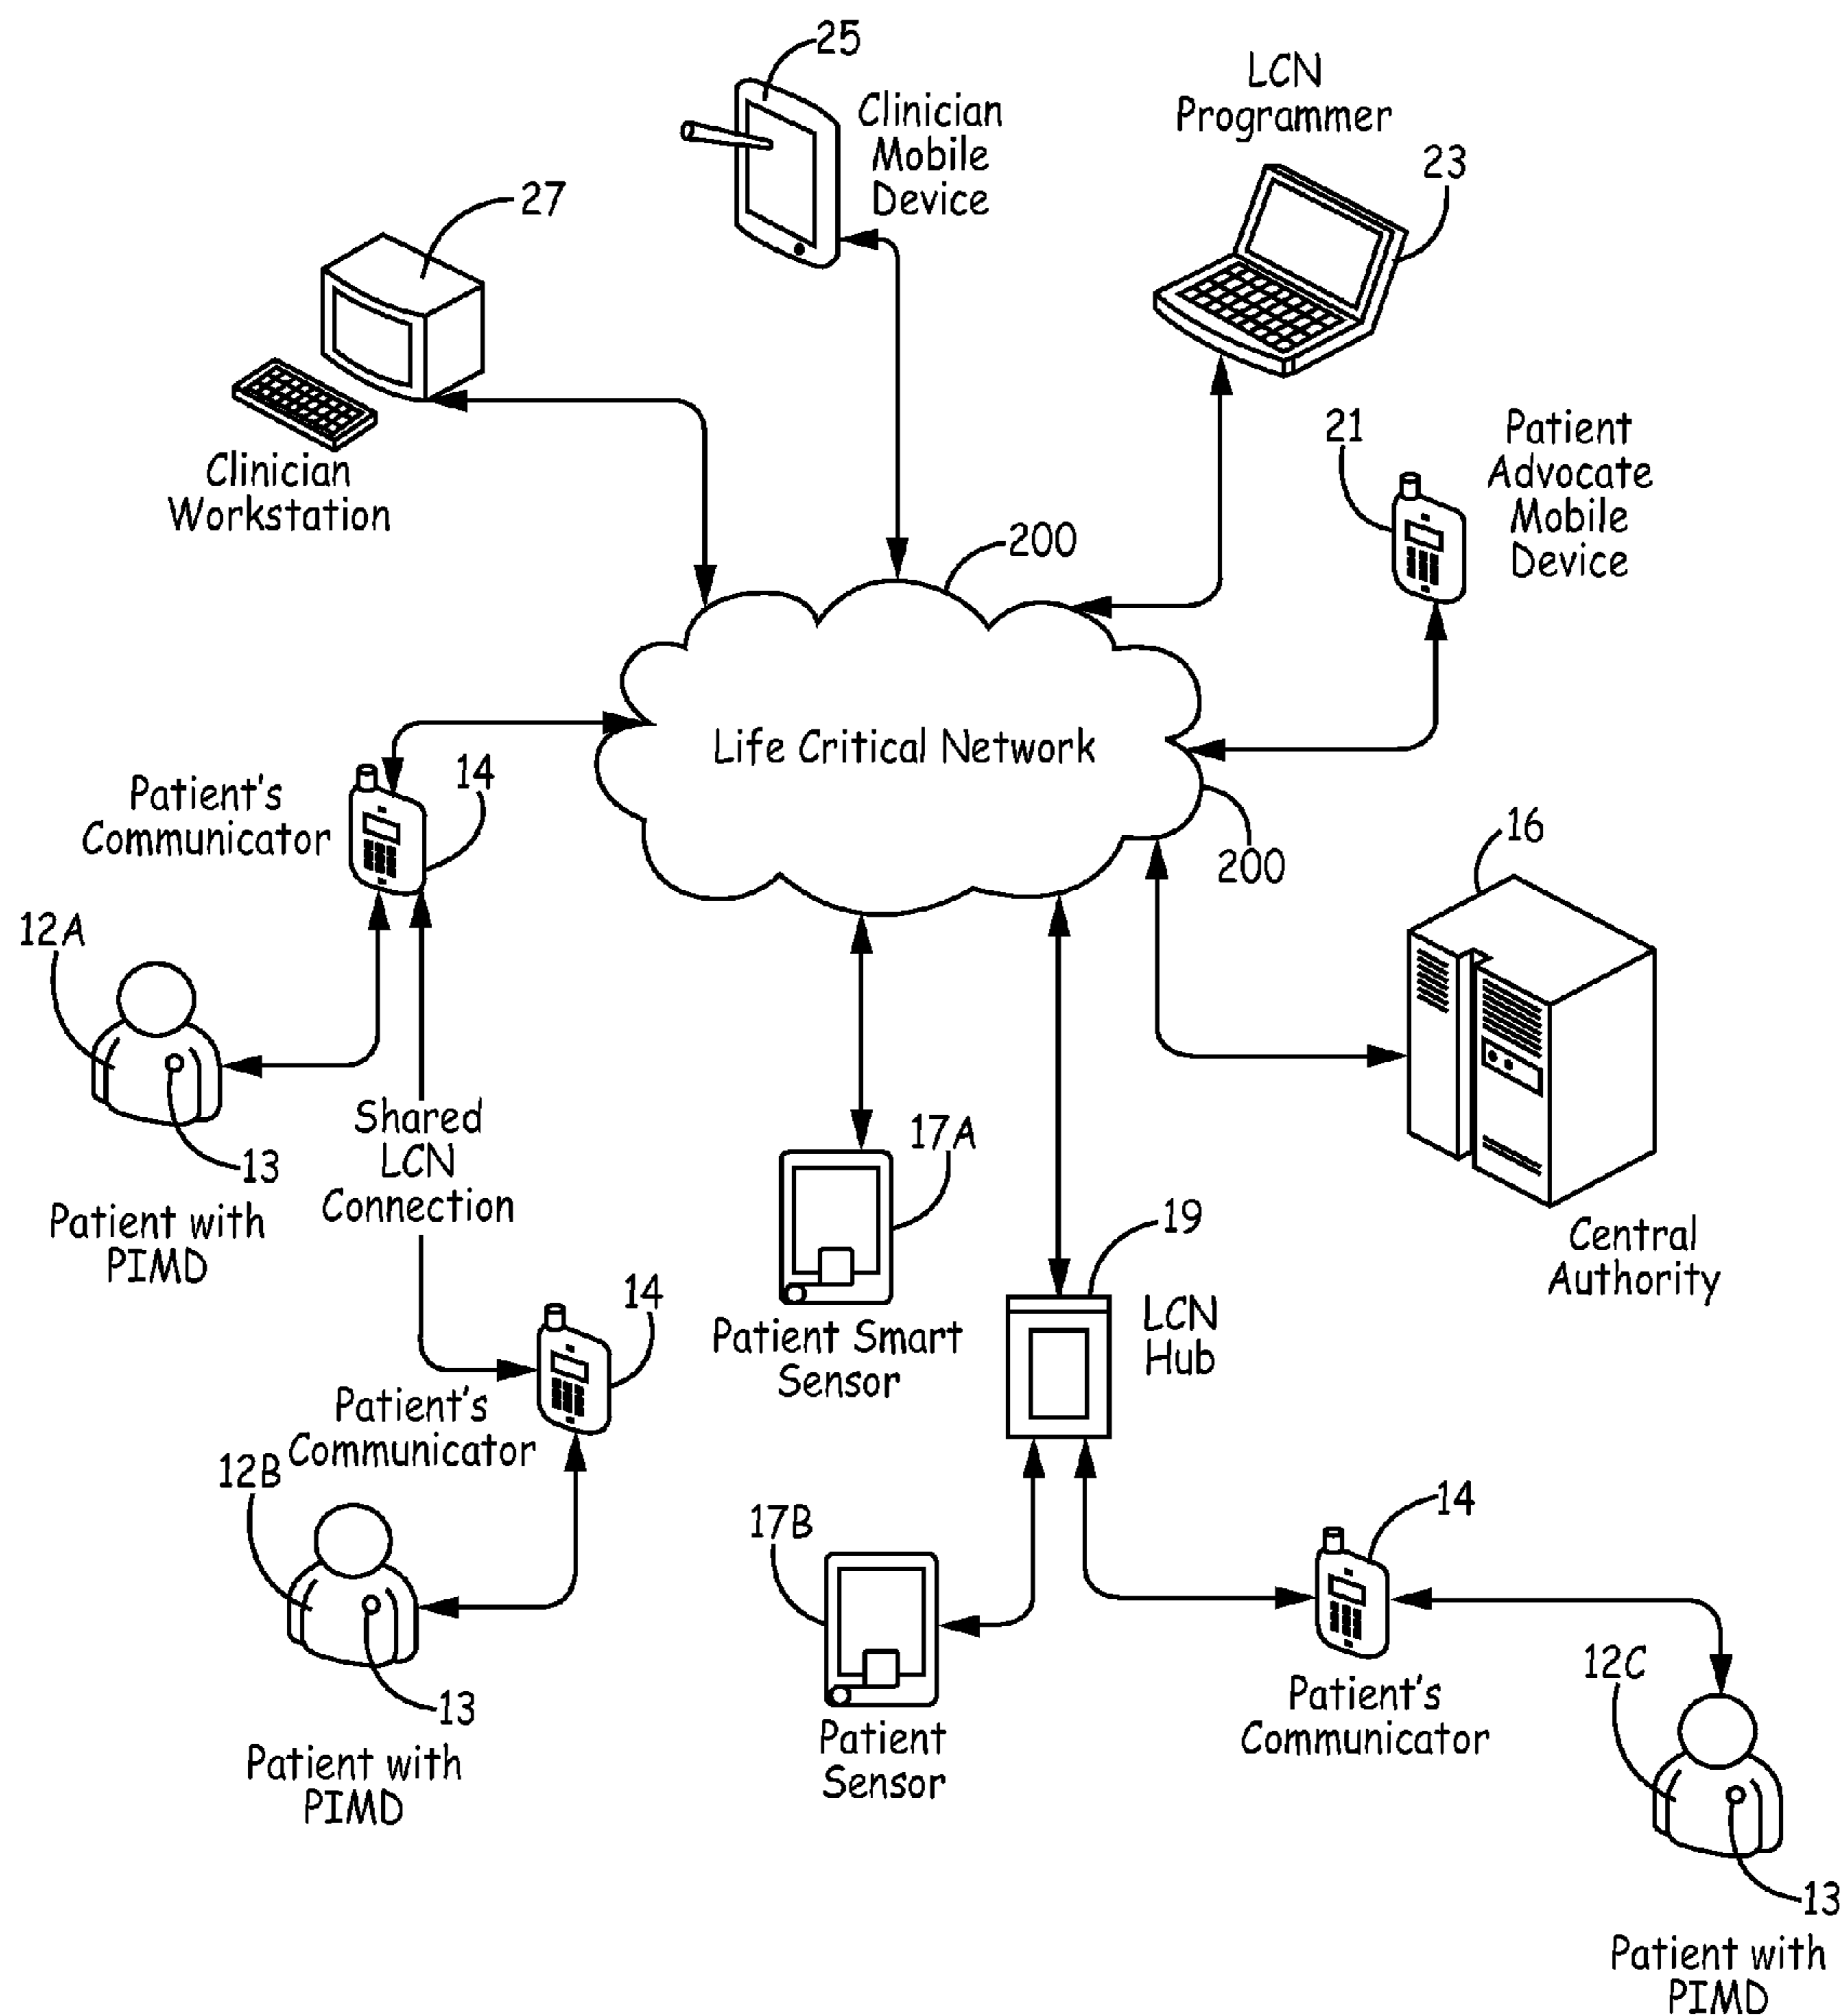 25
Clinician
Mobile
Device
LCN
Programmer
23
27
Clinician
Workstation
21
Patient
Advocate
Mobile
Device
200
Life Critical Network
200
Patient's
Communicator
14
16
Central
Authority
12A
13
Patient with
PIMD
Shared
LCN
Connection
17A
Patient Smart
Sensor
19
LCN
Hub
14
Patient's
Communicator
12B
13
Patient with
PIMD
17B
Patient
Sensor
14
Patient's
Communicator
12C
13
Patient with
PIMD